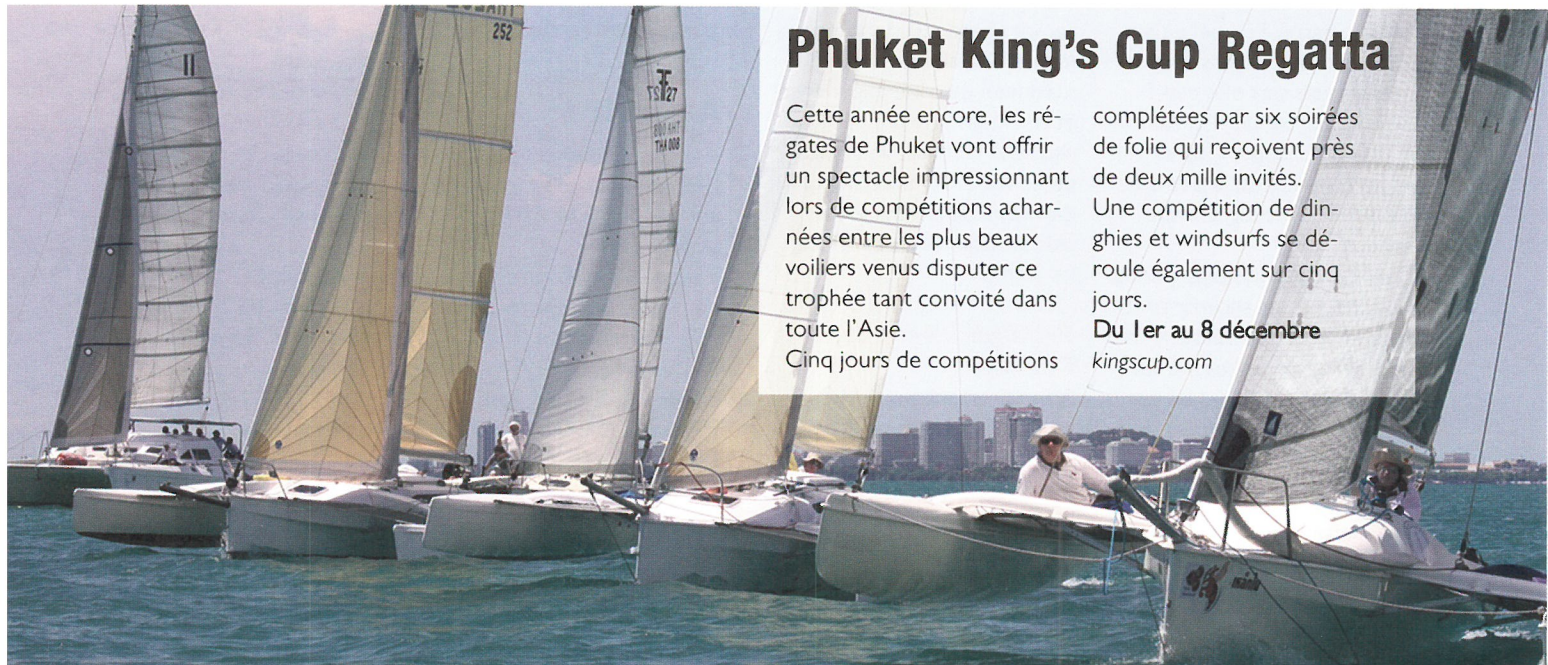 252
27
THA 008
Phuket King's Cup Regatta
Cette année encore, les ré-
gates de Phuket vont offrir
un spectacle impressionnant
lors de compétitions achar-
nées entre les plus beaux
voiliers venus disputer ce
trophée tant convoité dans
toute l'Asie.
Cinq jours de compétitions
complétées par six soirées
de folie qui reçoivent près
de deux mille invités.
Une compétition de din-
ghies et windsurfs se dé-
roule également sur cinq
jours.
Du 1er au 8 décembre
kingscup.com